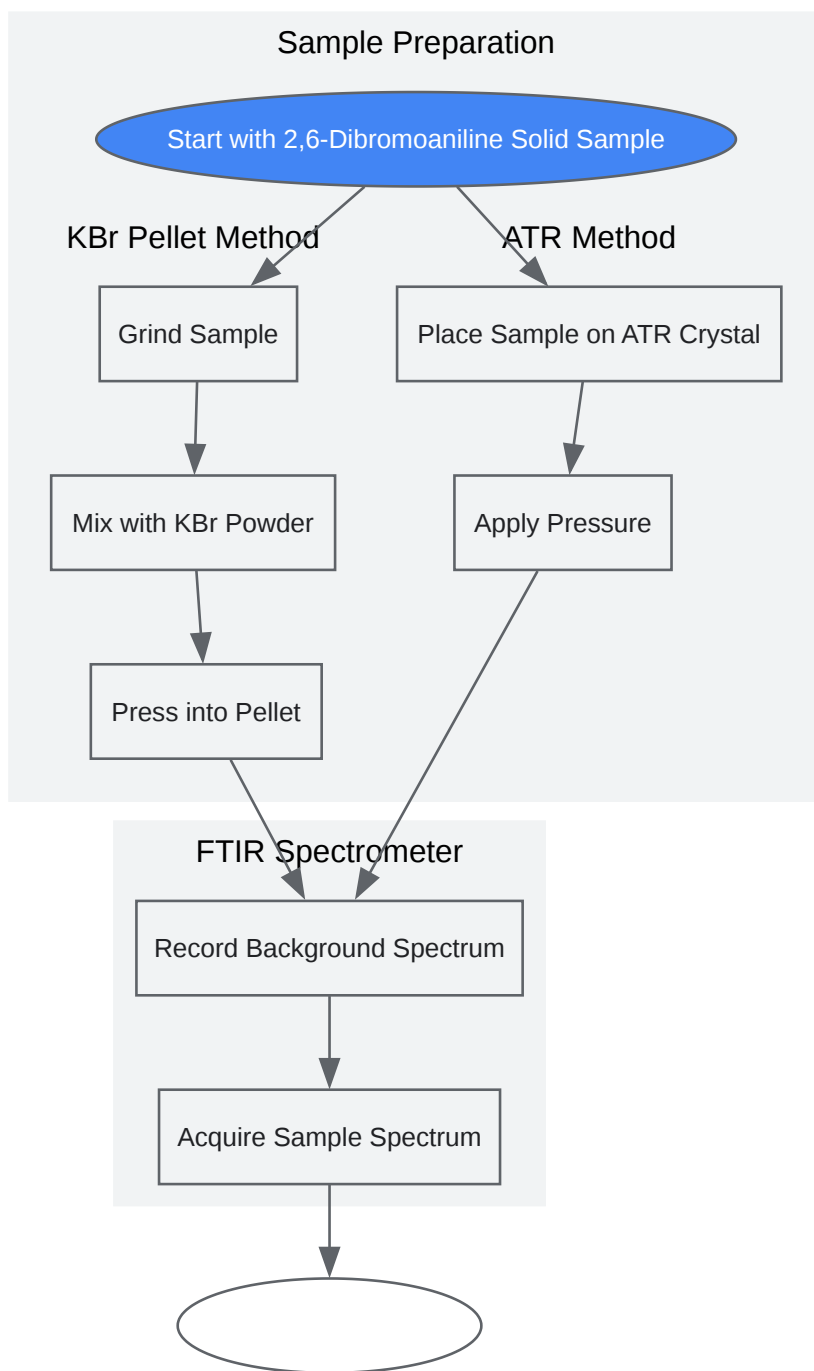 Sample Preparation
Start with 2,6-Dibromoaniline Solid Sample
KBr Pellet Method
ATR Method
Grind Sample
Place Sample on ATR Crystal
Mix with KBr Powder
Apply Pressure
Press into Pellet
FTIR Spectrometer
Record Background Spectrum
Acquire Sample Spectrum